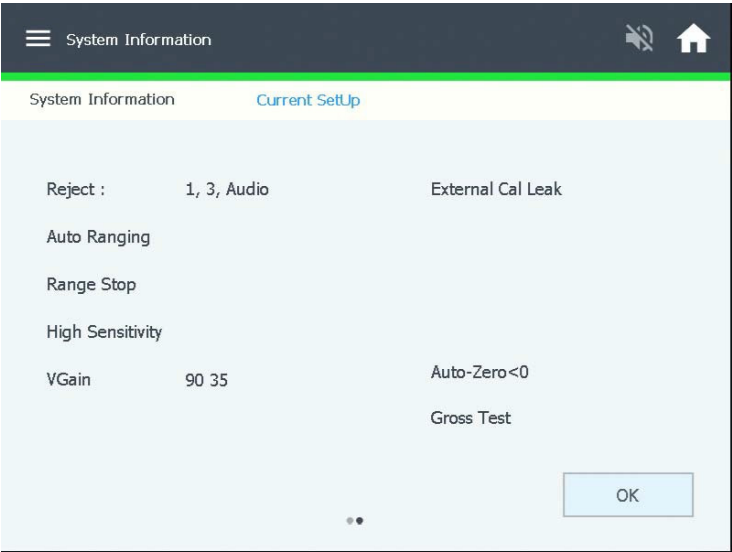 System Information
System Information Current SetUp
Reject : 1, 3, Audio External Cal Leak
Auto Ranging
Range Stop
High Sensitivity
VGain 90 35 Auto-Zero<0
Gross Test
OK